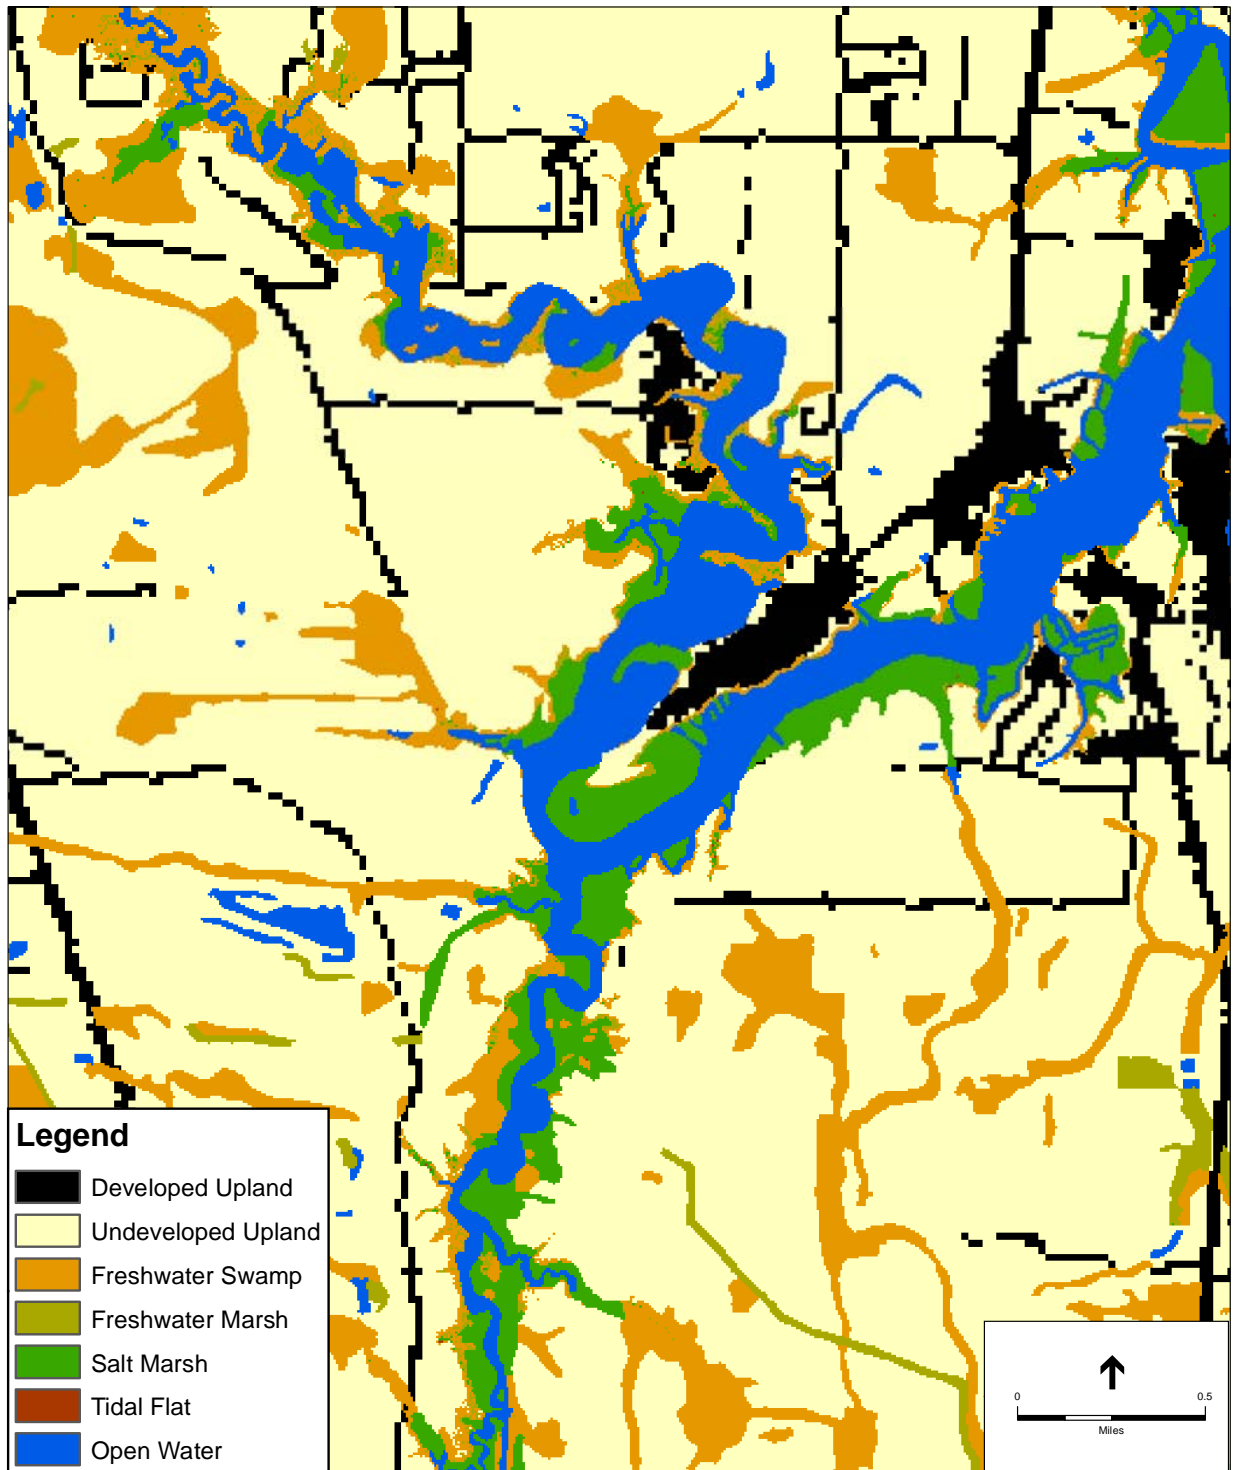 Legend
Developed Upland
Undeveloped Upland
Freshwater Swamp
Freshwater Marsh
Salt Marsh
Tidal Flat
Open Water
0 0.5
Miles